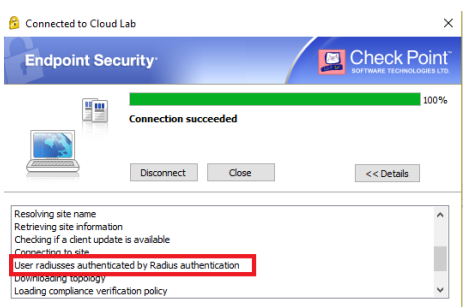 Connected to Cloud Lab
Endpoint Security
Check Point
SOFTWARE TECHNOLOGIES LTD.
100%
Connection succeeded
Disconnect
Close
<< Details
Resolving site name
Retrieving site information
Checking if a client update is available
Connecting to site
User radiusses authenticated by Radius authentication
Downloading topology
Loading compliance verification policy